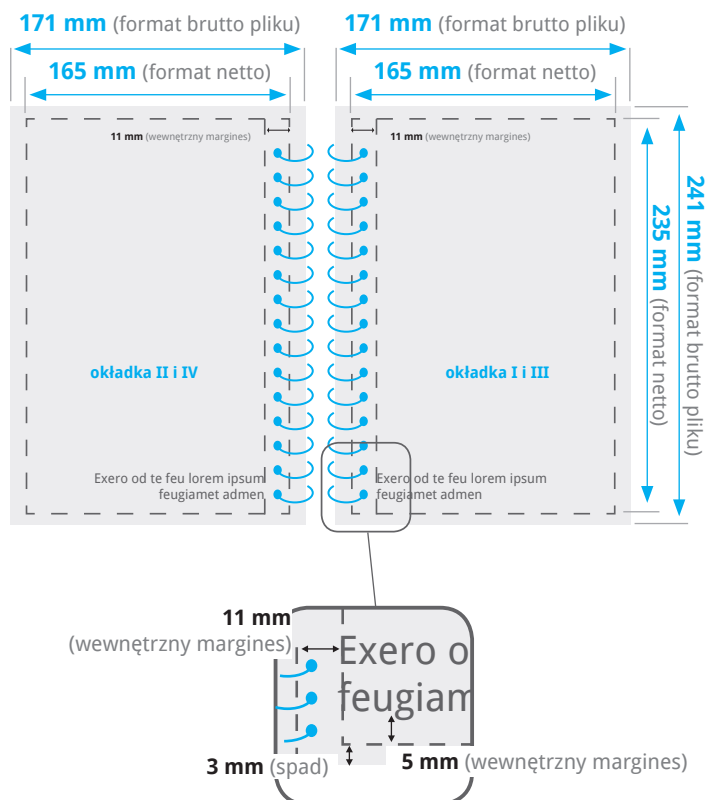 171 mm (format brutto pliku)
171 mm (format brutto pliku)
165 mm (format netto)
165 mm (format netto)
11 mm (wewnętrzny margines)
11 mm (wewnętrzny margines)
241 mm (format brutto pliku)
235 mm (format netto)
okładka II i IV
okładka I i III
Exero od te feu lorem ipsum
feugiamet admen
Exero od te feu lorem ipsum
feugiamet admen
11 mm
(wewnętrzny margines)
Exero o
feugiam
3 mm (spad)
5 mm (wewnętrzny margines)